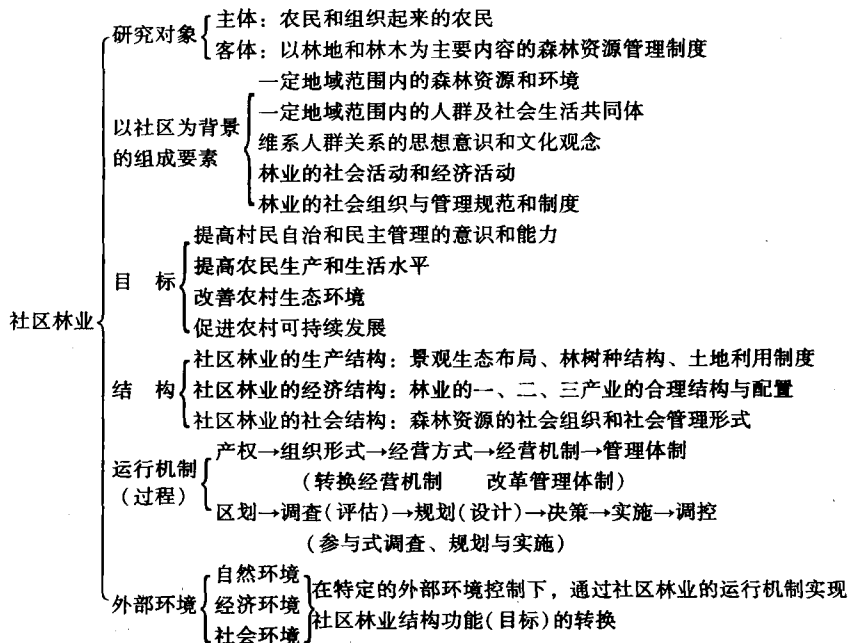 主体：农民和组织起来的农民
研究对象
客体：以林地和林木为主要内容的森林资源管理制度
一定地域范围内的森林资源和环境
一定地域范围内的人群及社会生活共同体
以社区为背景
的组成要素
维系人群关系的思想意识和文化观念
林业的社会活动和经济活动
林业的社会组织与管理规范和制度
提高村民自治和民主管理的意识和能力
提高农民生产和生活水平
目 标
改善农村生态环境
促进农村可持续发展
社区林业
社区林业的生产结构：景观生态布局、林树种结构、土地利用制度
结 构
社区林业的经济结构：林业的一、二、三产业的合理结构与配置
社区林业的社会结构：森林资源的社会组织和社会管理形式
产权→组织形式→经营方式→经营机制→管理体制
运行机制
（过程）
（转换经营机制 改革管理体制）
区划→调查（评估）→规划（设计）→决策→实施→调控
（参与式调查、规划与实施）
自然环境
外部环境
经济环境
社会环境
在特定的外部环境控制下，通过社区林业的运行机制实现
社区林业结构功能（目标）的转换